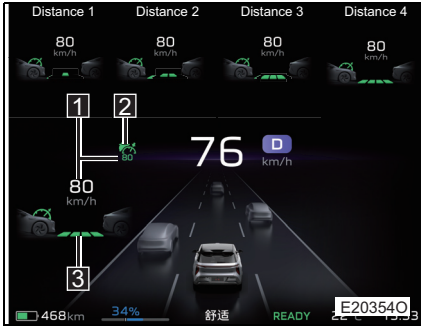 Distance 1 Distance 2 Distance 3 Distance 4
80 80 80 80
km/h km/h km/h km/h
1 2
80
76 D
km/h
80
km/h
3
468km 34% 舒适 READY
E20354O